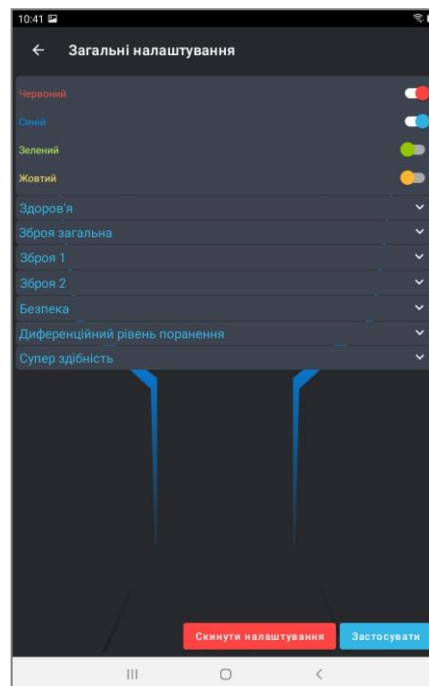 10:41
Загальні налаштування
Червоний
Синій
Зелений
Жовтий
Здоров'я
Зброя загальна
Зброя 1
Зброя 2
Безпека
Диференційний рівень поранення
Супер здібність
Скинути налаштування
Застосувати